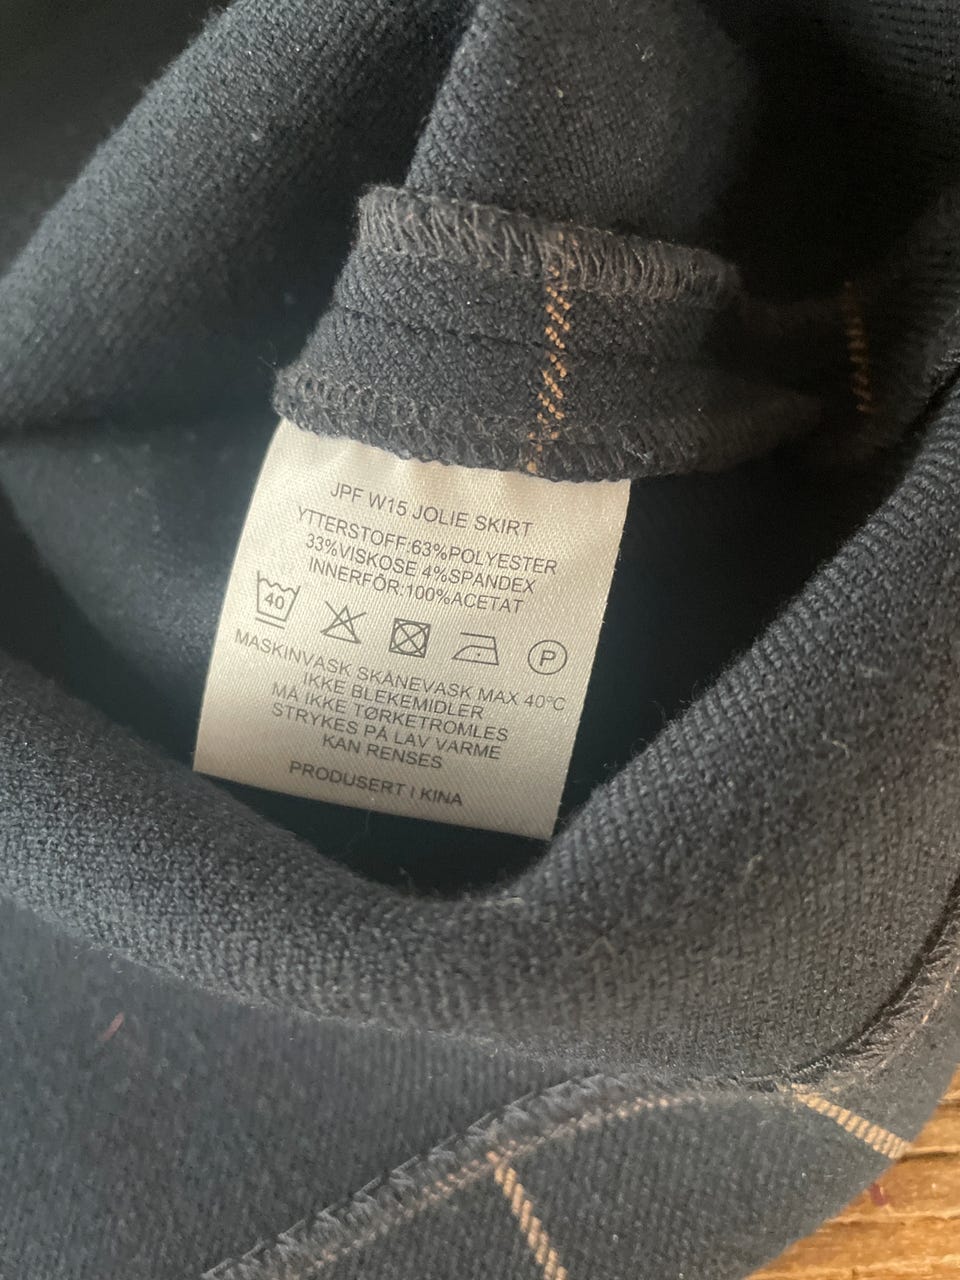 JPF W15 JOLIE SKIRT
YTTERSTOFF:63%POLYESTER
33%VISKOSE 4%SPANDEX
INNERFÔR:100%ACETAT
40
P
MASKINVASK SKÅNEVASK MAX 40°C
IKKE BLEKEMIDLER
MÅ IKKE TØRKETROMLES
STRYKES PÅ LAV VARME
KAN RENSES
PRODUSERT I KINA